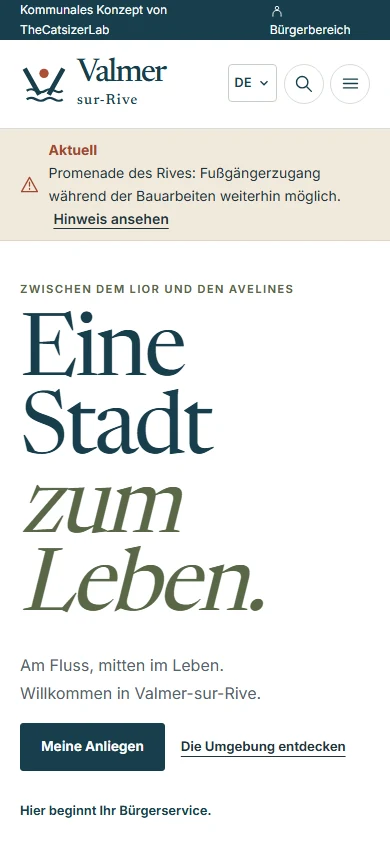 Kommunales Konzept von
TheCatsizerLab
Bürgerbereich
Valmer
sur-Rive
DE
Aktuell
Promenade des Rives: Fußgängerzugang
während der Bauarbeiten weiterhin möglich.
Hinweis ansehen
ZWISCHEN DEM LIOR UND DEN AVELINES
Eine
Stadt
zum
Leben.
Am Fluss, mitten im Leben.
Willkommen in Valmer-sur-Rive.
Meine Anliegen
Die Umgebung entdecken
Hier beginnt Ihr Bürgerservice.